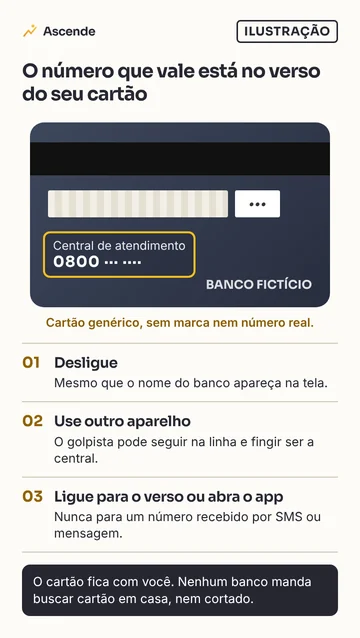 Ascende
ILUSTRAÇÃO
O número que vale está no verso
do seu cartão
•••
Central de atendimento
0800 ••• ••••
BANCO FICTÍCIO
Cartão genérico, sem marca nem número real.
01 Desligue
Mesmo que o nome do banco apareça na tela.
02 Use outro aparelho
O golpista pode seguir na linha e fingir ser a
central.
03 Ligue para o verso ou abra o app
Nunca para um número recebido por SMS ou
mensagem.
O cartão fica com você. Nenhum banco manda
buscar cartão em casa, nem cortado.